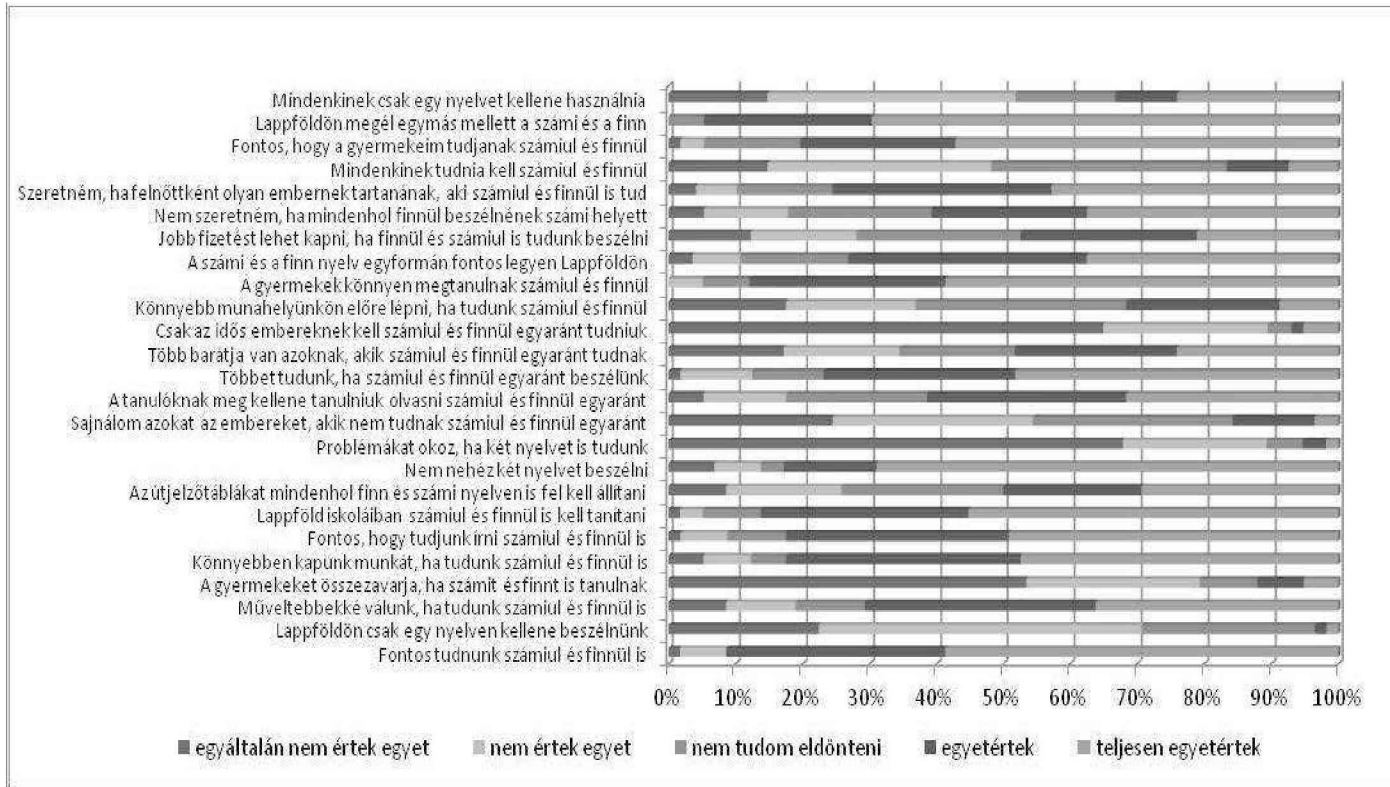 Mindenkinek csak egy nyelvet kellene használnia
Lappföldön megél egymás mellett a számi és a finn
Fontos, hogy a gyermekeim tudjanak számiul és finnül
Mindenkinek tudnia kell számiul és finnül
Szeretném, ha felnőttként olyan embernek tartanának, aki számiul és finnül is tud
Nem szeretném, ha mindenhol finnül beszélnének számi helyett
Jobb fizetést lehet kapni, ha finnül és számiul is tudunk beszélni
A számi és a finn nyelv egyformán fontos legyen Lappföldön
A gyermekek könnyen megtanulnak számiul és finnül
Könnyebb munahelyünkön előre lépni, ha tudunk számiul és finnül
Csak az idős embereknek kell számiul és finnül egyaránt tudniuk
Több barátja van azoknak, akik számiul és finnül egyaránt tudnak
Többet tudunk, ha számiul és finnül egyaránt beszélünk
A tanulóknak meg kellene tanulniuk olvasni számiul és finnül egyaránt
Sajnálom azokat az embereket, akik nem tudnak számiul és finnül egyaránt
Problémákat okoz, ha két nyelvet is tudunk
Nem nehéz két nyelvet beszélni
Az útjelzőtáblákat mindenhol finn és számi nyelven is fel kell állítani
Lappföld iskoláiban számiul és finnül is kell tanítani
Fontos, hogy tudjunk írni számiul és finnül is
Könnyebben kapunk munkát, ha tudunk számiul és finnül is
A gyermekeket összezavarja, ha számit és finnt is tanulnak
Műveltebbekké válunk, ha tudunk számiul és finnül is
Lappföldön csak egy nyelven kellene beszélnünk
Fontos tudnunk számiul és finnül is
0% 10% 20% 30% 40% 50% 60% 70% 80% 90% 100%
egyáltalán nem értek egyet nem értek egyet nem tudom eldönteni egyetértek teljesen egyetértek